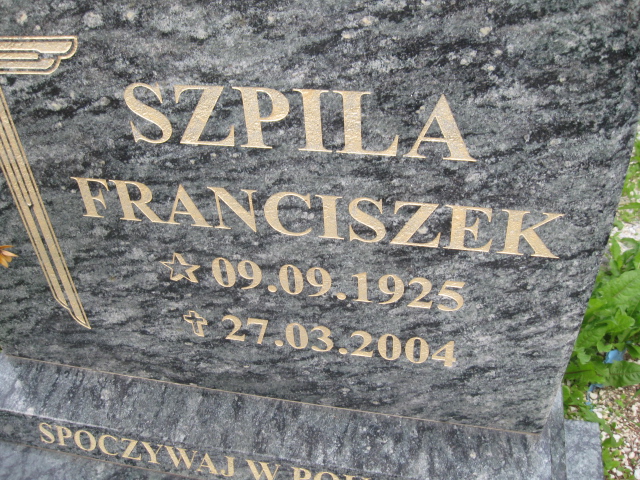 SZPILA
FRANCISZEK
09.09.1925
27.03.2004
SPOCZYWAJ W